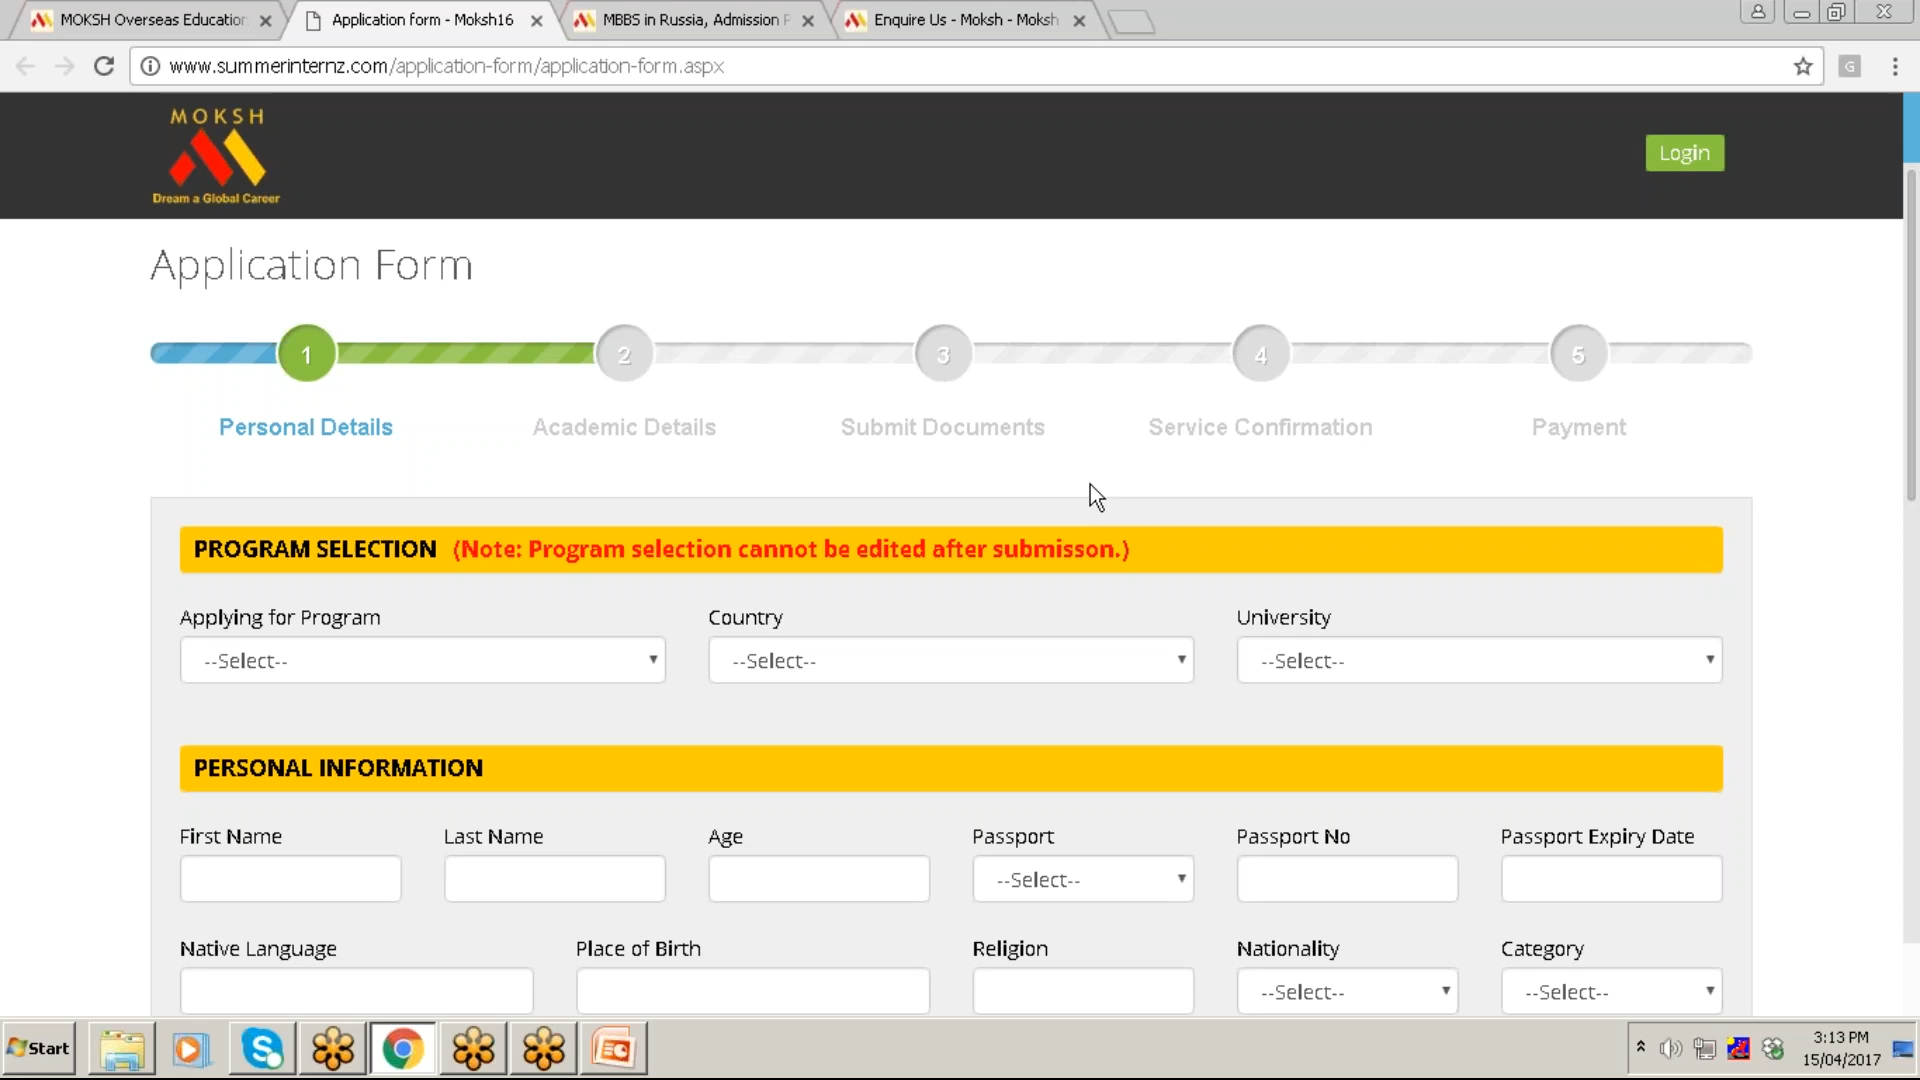 MOKSH Overseas Education
Application form - Moksh16
MBBS in Russia, Admission P
Enquire Us - Moksh - Moksh
www.summerinternz.com/application-form/application-form.aspx
G
MOKSH
Dream a Global Career
Login
Application Form
1
2
3
4
5
Personal Details
Academic Details
Submit Documents
Service Confirmation
Payment
PROGRAM SELECTION (Note: Program selection cannot be edited after submisson.)
Applying for Program
Country
University
--Select--
--Select--
--Select--
PERSONAL INFORMATION
First Name
Last Name
Age
Passport
Passport No
Passport Expiry Date
--Select--
Native Language
Place of Birth
Religion
Nationality
Category
--Select--
--Select--
Start
3:13 PM
15/04/2017